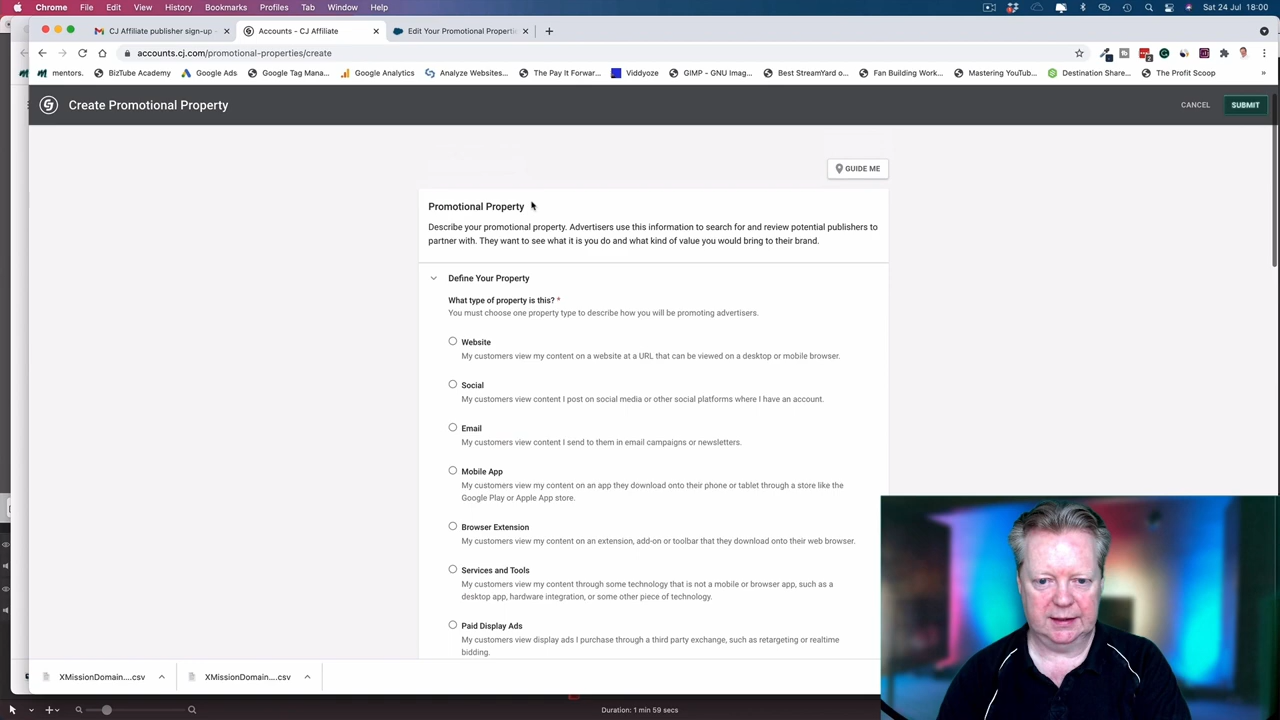 Chrome File Edit View History Bookmarks Profiles Tab Window Help Sat 24 Jul 18:00
CJ Affiliate publisher sign-up - Accounts - CJ Affiliate Edit Your Promotional Properti
accounts.cj.com/promotional-properties/create
mentors. BizTube Academy Google Ads Google Tag Mana... Google Analytics Analyze Websites... The Pay It Forwar... Viddyoze GIMP - GNU Imag... Best StreamYard o... Fan Building Work... Mastering YouTub... Destination Share... The Profit Scoop »
Create Promotional Property CANCEL SUBMIT
GUIDE ME
Promotional Property
Describe your promotional property. Advertisers use this information to search for and review potential publishers to
partner with. They want to see what it is you do and what kind of value you would bring to their brand.
Define Your Property
What type of property is this? *
You must choose one property type to describe how you will be promoting advertisers.
Website
My customers view my content on a website at a URL that can be viewed on a desktop or mobile browser.
Social
My customers view content I post on social media or other social platforms where I have an account.
Email
My customers view content I send to them in email campaigns or newsletters.
Mobile App
My customers view my content on an app they download onto their phone or tablet through a store like the
Google Play or Apple App store.
Browser Extension
My customers view my content on an extension, add-on or toolbar that they download onto their web browser.
Services and Tools
My customers view my content through some technology that is not a mobile or browser app, such as a
desktop app, hardware integration, or some other piece of technology.
Paid Display Ads
My customers view display ads I purchase through a third party exchange, such as retargeting or realtime
bidding.
XMissionDomain....csv XMissionDomain....csv
Duration: 1 min 59 secs